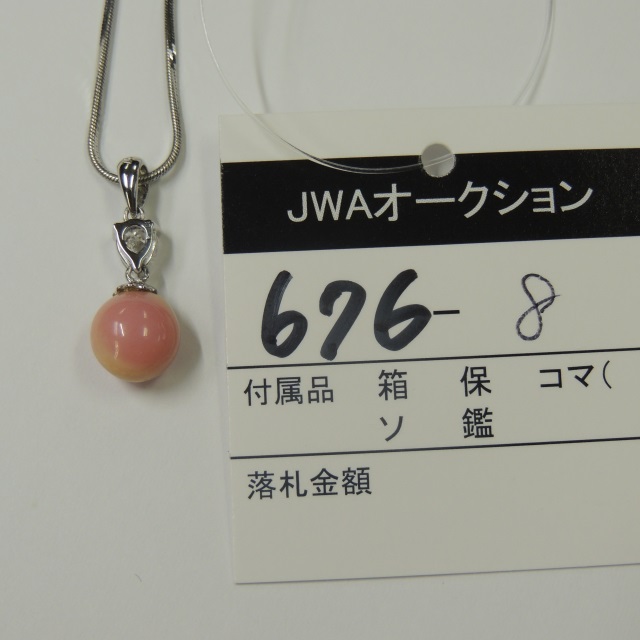 JWAオークション
676- 8
付属品 箱 保 コマ(
ソ 鑑
落札金額